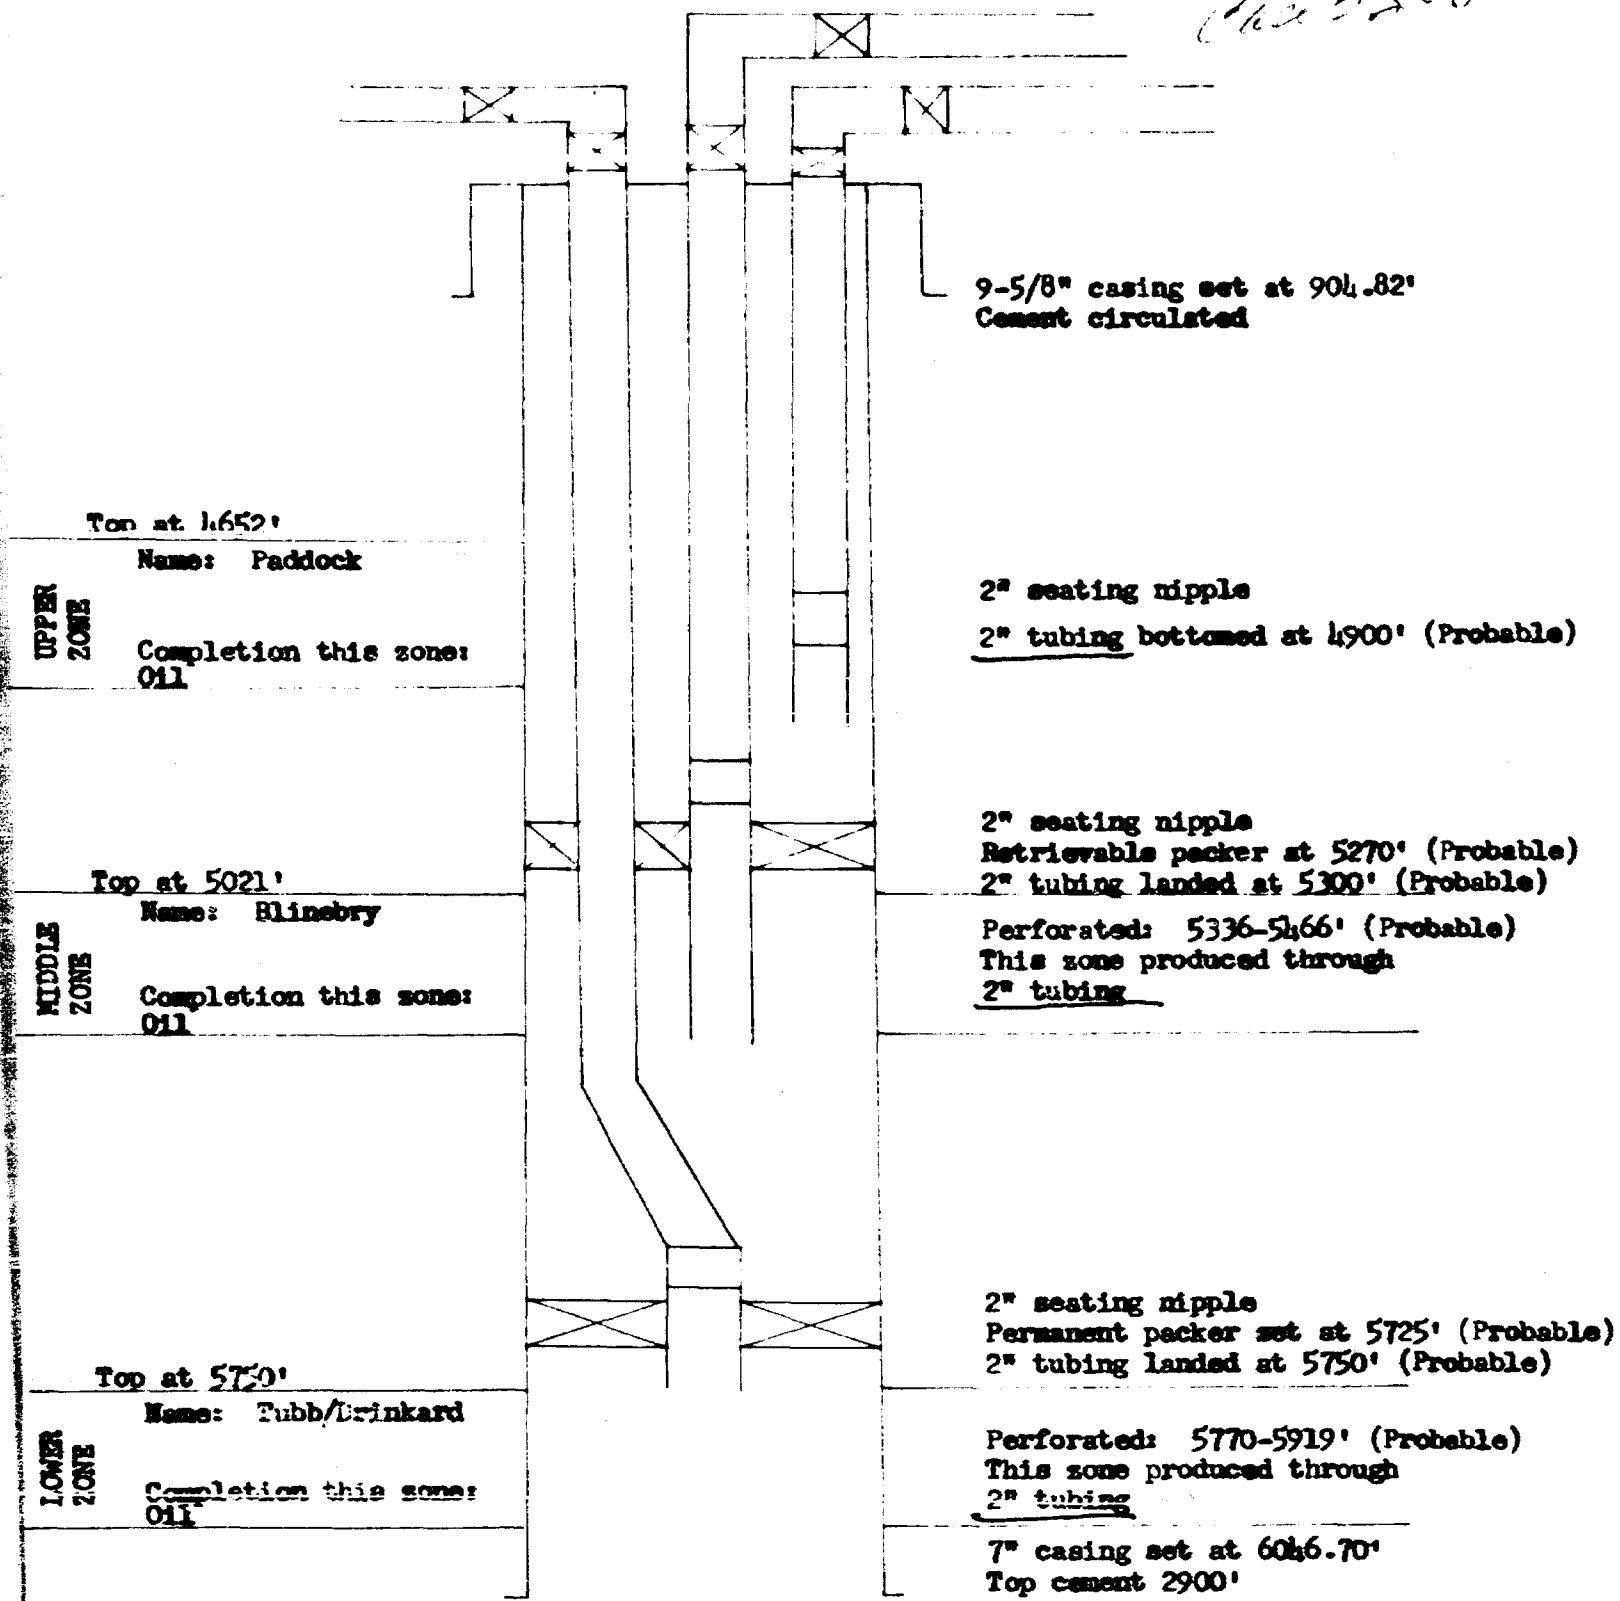 9-5/8" casing set at 904.82'
Cement circulated
Top at 4652'
Name: Paddock
UPPER
ZONE
Completion this zone:
Oil
2" seating nipple
2" tubing bottomed at 4900' (Probable)
2" seating nipple
Retrievable packer at 5270' (Probable)
2" tubing landed at 5300' (Probable)
Top at 5021'
Name: Blinebry
MIDDLE
ZONE
Completion this zone:
Oil
Perforated: 5336-5466' (Probable)
This zone produced through
2" tubing
2" seating nipple
Permanent packer set at 5725' (Probable)
2" tubing landed at 5750' (Probable)
Top at 5750'
Name: Tubb/Drinkard
LOWER
ZONE
Completion this zone:
Oil
Perforated: 5770-5919' (Probable)
This zone produced through
2" tubing
7" casing set at 6046.70'
Top cement 2900'